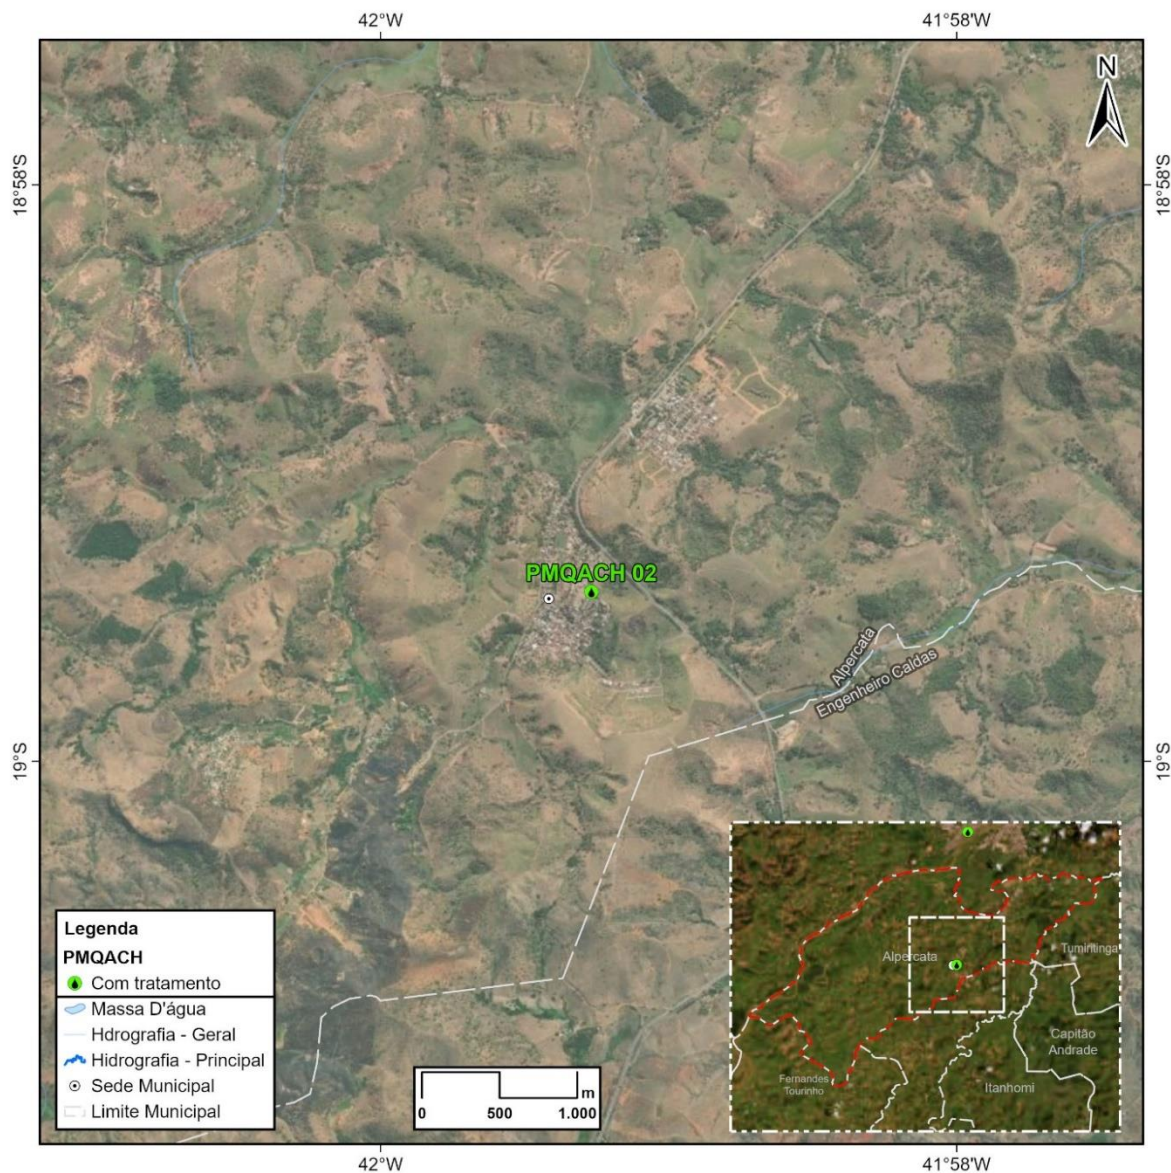 42°W
41°58'W
N
18°58'S
18°58'S
PMQACH 02
Alpercata
Engenheiro Caldas
19°S
19°S
Legenda
PMQACH
Com tratamento
Massa D'água
Hdrografia - Geral
Hidrografia - Principal
Sede Municipal
Limite Municipal
m
0
500
1.000
Alpercata
Tumiritinga
Capitão
Andrade
Fernandes
Tourinho
Itanhomi
42°W
41°58'W